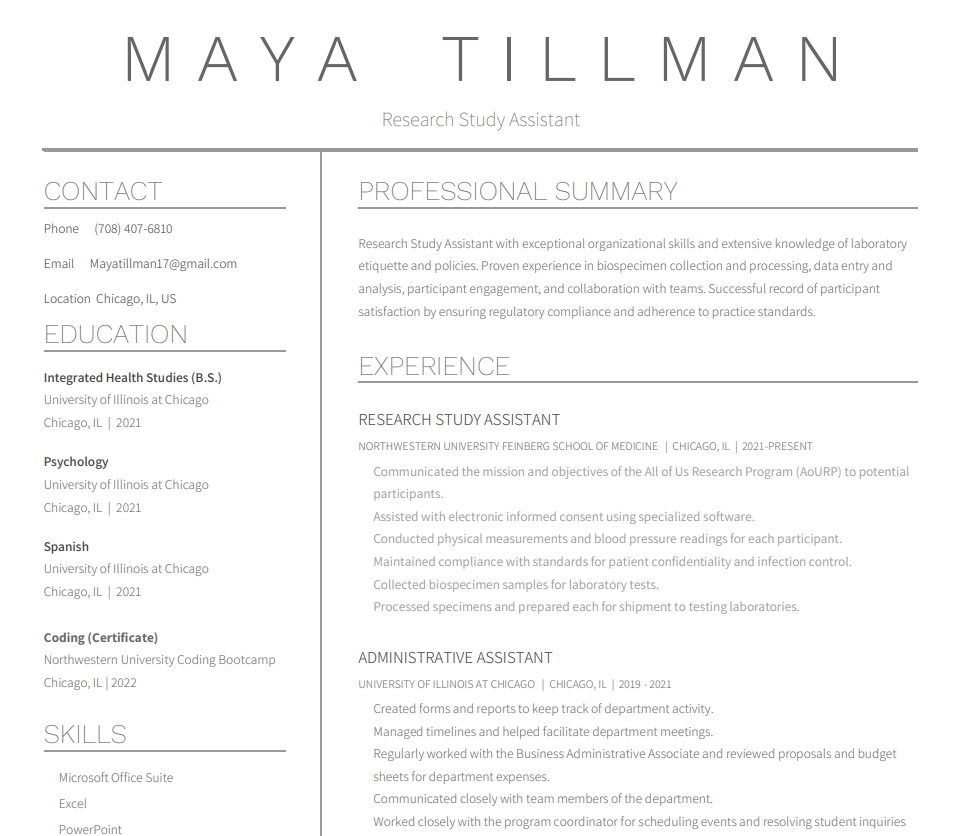 MAYA TILLMAN
Research Study Assistant
CONTACT
Phone (708) 407-6810
Email Mayatillman17@gmail.com
Location Chicago, IL, US
EDUCATION
Integrated Health Studies (B.S.)
University of Illinois at Chicago
Chicago, IL | 2021
Psychology
University of Illinois at Chicago
Chicago, IL | 2021
Spanish
University of Illinois at Chicago
Chicago, IL | 2021
Coding (Certificate)
Northwestern University Coding Bootcamp
Chicago, IL | 2022
SKILLS
Microsoft Office Suite
Excel
PowerPoint
PROFESSIONAL SUMMARY
Research Study Assistant with exceptional organizational skills and extensive knowledge of laboratory
etiquette and policies. Proven experience in biospecimen collection and processing, data entry and
analysis, participant engagement, and collaboration with teams. Successful record of participant
satisfaction by ensuring regulatory compliance and adherence to practice standards.
EXPERIENCE
RESEARCH STUDY ASSISTANT
NORTHWESTERN UNIVERSITY FEINBERG SCHOOL OF MEDICINE | CHICAGO, IL | 2021-PRESENT
Communicated the mission and objectives of the All of Us Research Program (AoURP) to potential
participants.
Assisted with electronic informed consent using specialized software.
Conducted physical measurements and blood pressure readings for each participant.
Maintained compliance with standards for patient confidentiality and infection control.
Collected biospecimen samples for laboratory tests.
Processed specimens and prepared each for shipment to testing laboratories.
ADMINISTRATIVE ASSISTANT
UNIVERSITY OF ILLINOIS AT CHICAGO | CHICAGO, IL | 2019 - 2021
Created forms and reports to keep track of department activity.
Managed timelines and helped facilitate department meetings.
Regularly worked with the Business Administrative Associate and reviewed proposals and budget
sheets for department expenses.
Communicated closely with team members of the department.
Worked closely with the program coordinator for scheduling events and resolving student inquiries